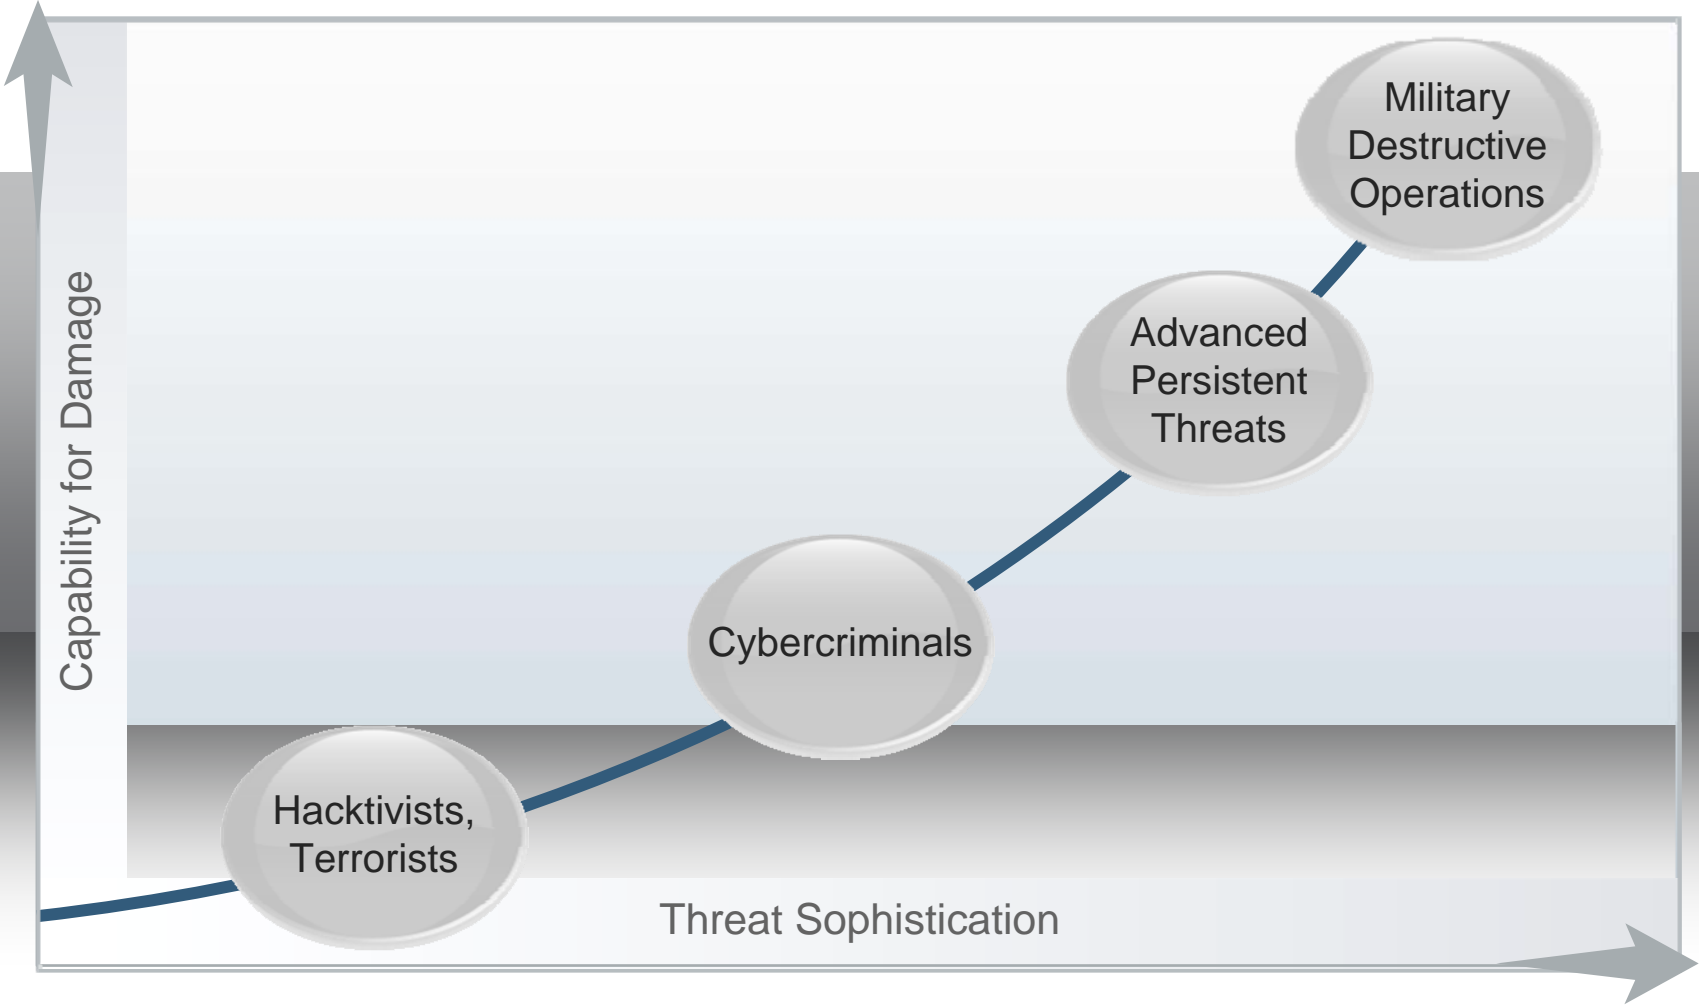 Military
Destructive
Operations
Advanced
Persistent
Threats
Capability for Damage
Cybercriminals
Hacktivists,
Terrorists
Threat Sophistication